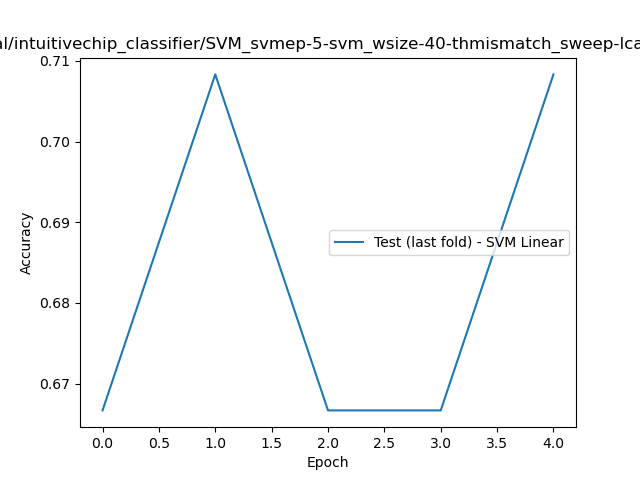 al/intuitivechip_classifier/SVM_svmep-5-svm_wsize-40-thmismatch_sweep-lca
0.71
0.70
0.69
0.68
0.67
Accuracy
Test (last fold) - SVM Linear
0.0 0.5 1.0 1.5 2.0 2.5 3.0 3.5 4.0
Epoch